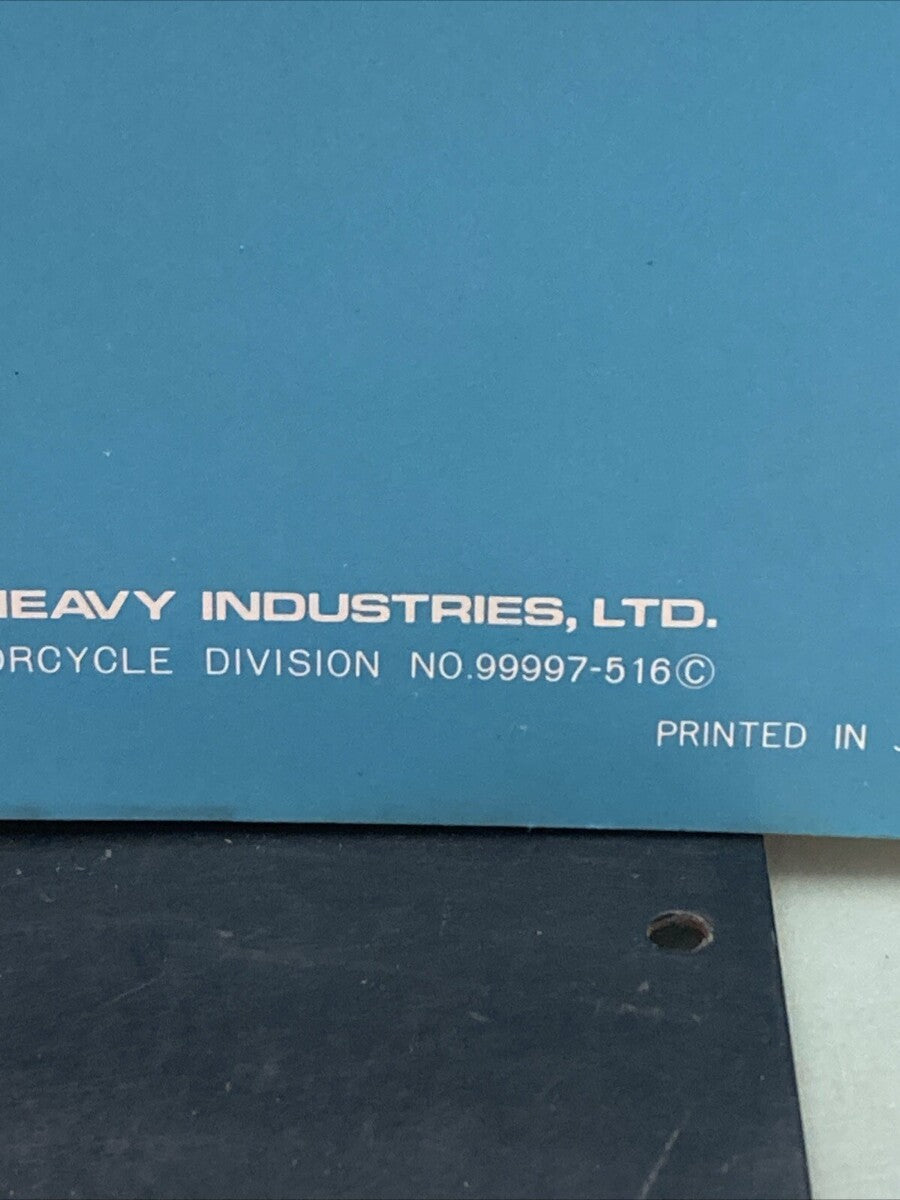 HEAVY INDUSTRIES, LTD.
ORCYCLE DIVISION NO.99997-516©
PRINTED IN